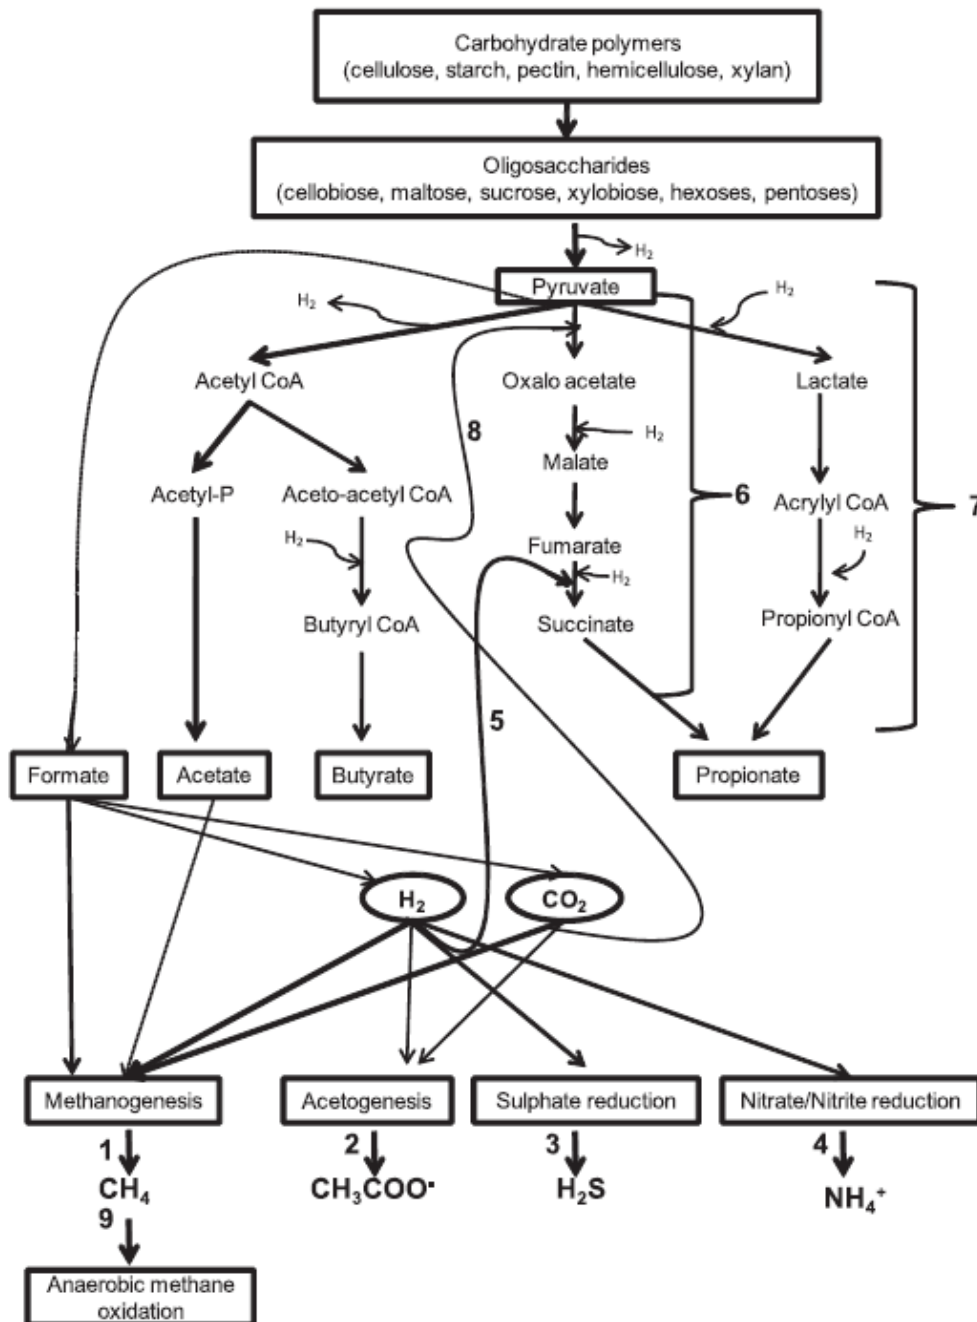 Carbohydrate polymers
(cellulose, starch, pectin, hemicellulose, xylan)
Oligosaccharides
(cellobiose, maltose, sucrose, xylobiose, hexoses, pentoses)
H₂
Pyruvate
H₂
H₂
Acetyl CoA
Oxalo acetate
Lactate
8
H₂
Malate
Acetyl-P
Aceto-acetyl CoA
6
Acrylyl CoA
7
H₂
Fumarate
H₂
H₂
Butyryl CoA
Succinate
Propionyl CoA
5
Formate
Acetate
Butyrate
Propionate
H₂
CO₂
Methanogenesis
Acetogenesis
Sulphate reduction
Nitrate/Nitrite reduction
1
2
3
4
CH₄
CH₃COO▪
H₂S
NH₄⁺
9
Anaerobic methane
oxidation